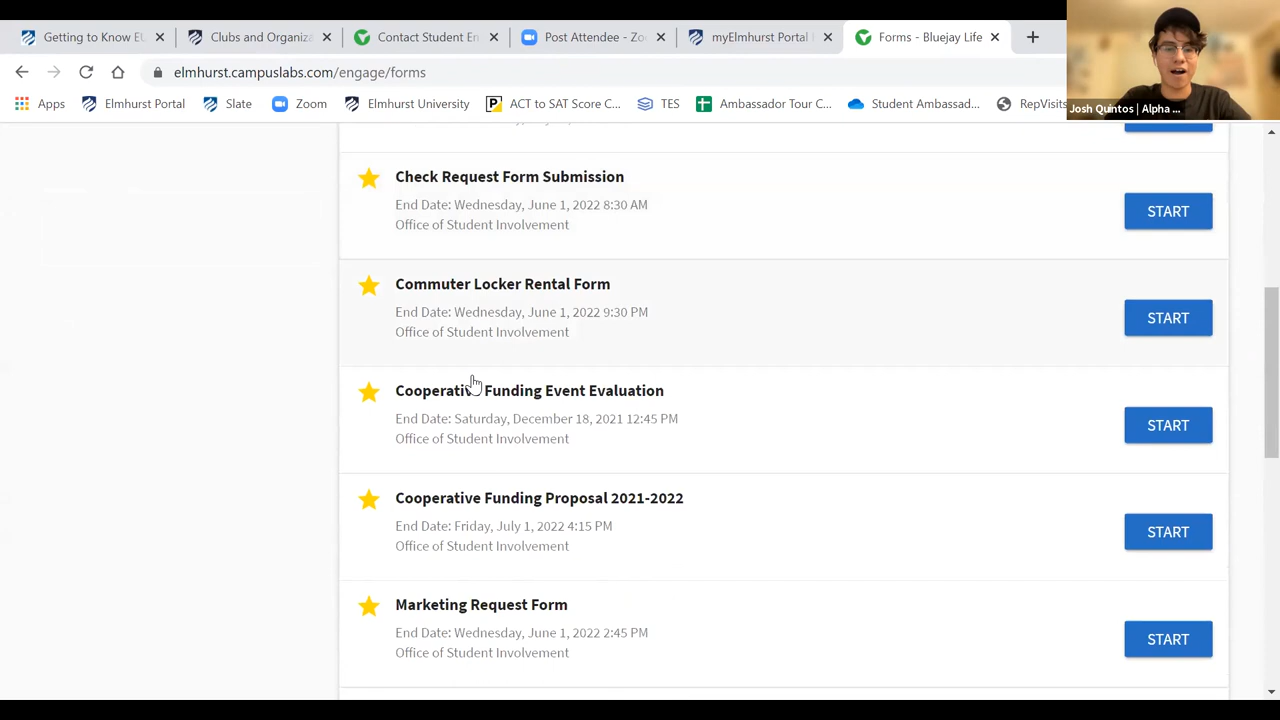 Getting to Know EU
Clubs and Organiza
Contact Student En
Post Attendee - Zoo
myElmhurst Portal
Forms - Bluejay Life
elmhurst.campuslabs.com/engage/forms
Apps
Elmhurst Portal
Slate
Zoom
Elmhurst University
ACT to SAT Score C...
TES
Ambassador Tour C...
Student Ambassad...
RepVisits
Josh Quintos | Alpha ...
Check Request Form Submission
End Date: Wednesday, June 1, 2022 8:30 AM
Office of Student Involvement
START
Commuter Locker Rental Form
End Date: Wednesday, June 1, 2022 9:30 PM
Office of Student Involvement
START
Cooperative Funding Event Evaluation
End Date: Saturday, December 18, 2021 12:45 PM
Office of Student Involvement
START
Cooperative Funding Proposal 2021-2022
End Date: Friday, July 1, 2022 4:15 PM
Office of Student Involvement
START
Marketing Request Form
End Date: Wednesday, June 1, 2022 2:45 PM
Office of Student Involvement
START